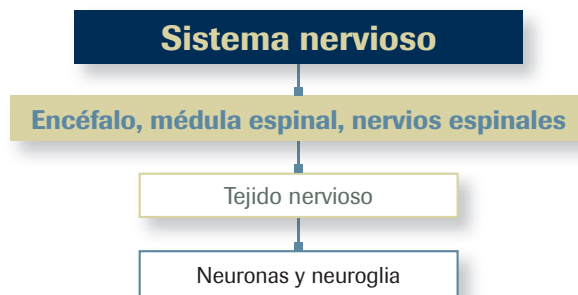 Sistema nervioso
Encéfalo, médula espinal, nervios espinales
Tejido nervioso
Neuronas y neuroglia